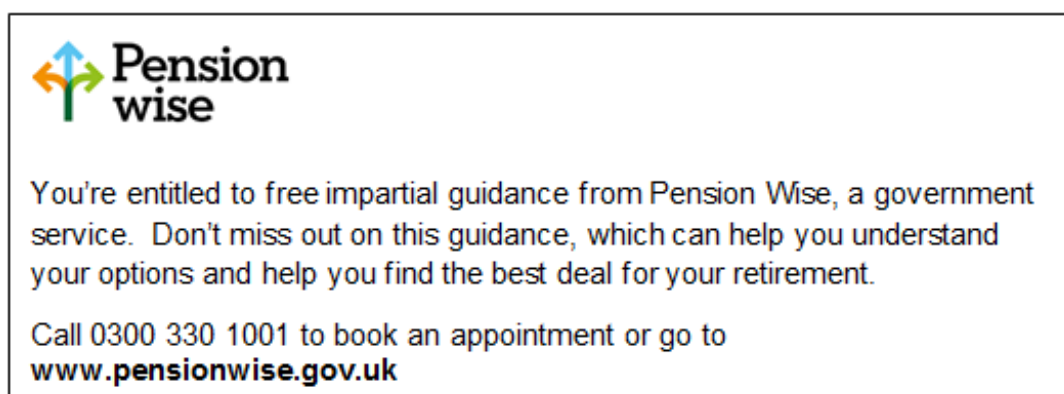 Pension
wise
You're entitled to free impartial guidance from Pension Wise, a government
service.  Don't miss out on this guidance, which can help you understand
your options and help you find the best deal for your retirement.
Call 0300 330 1001 to book an appointment or go to
www.pensionwise.gov.uk